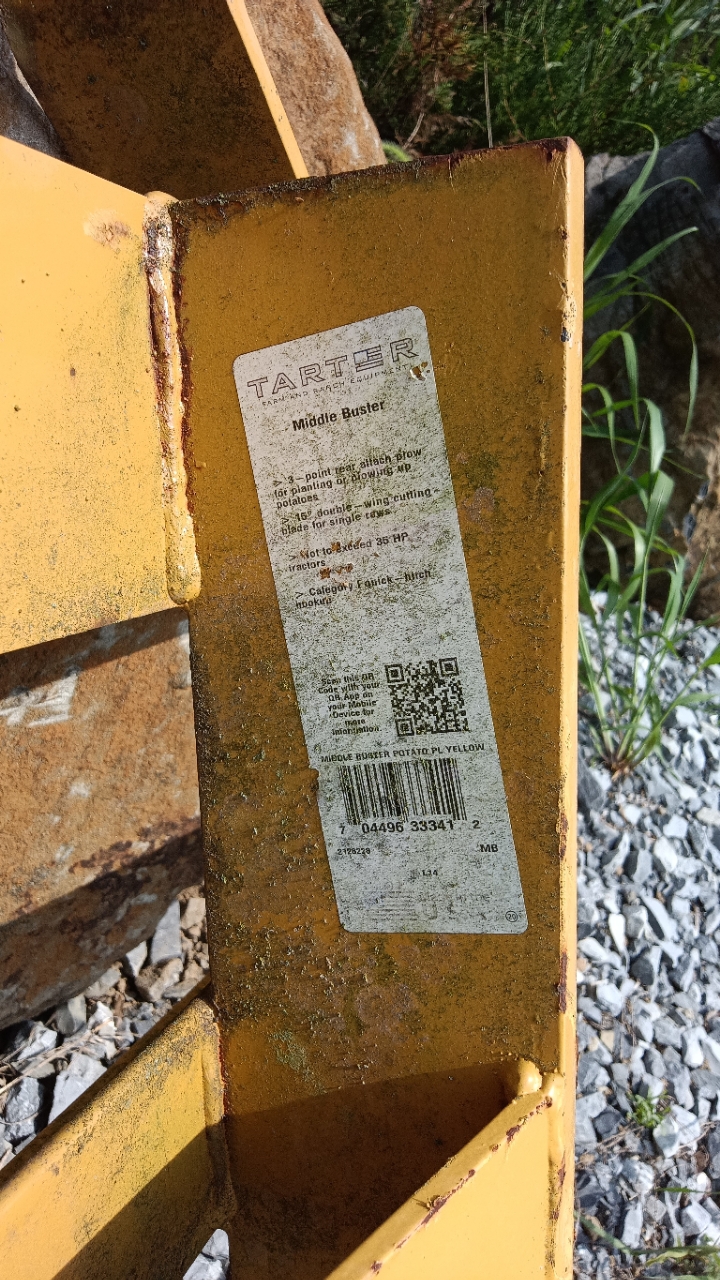 TARTER
FARM AND RANCH EQUIPMENT
Middle Buster
> 3-point rear attach plow
for planting or plowing up
potatoes
> 16" double-wing cutting
blade for single rows
> Not to exceed 35 HP
tractors
> Category I quick-hitch
hookup
Scan this QR
Code with your
QR App on
your Mobile
Device for
more
information
MIDDLE BUSTER POTATO PL YELLOW
7 04496 33341 2
MB